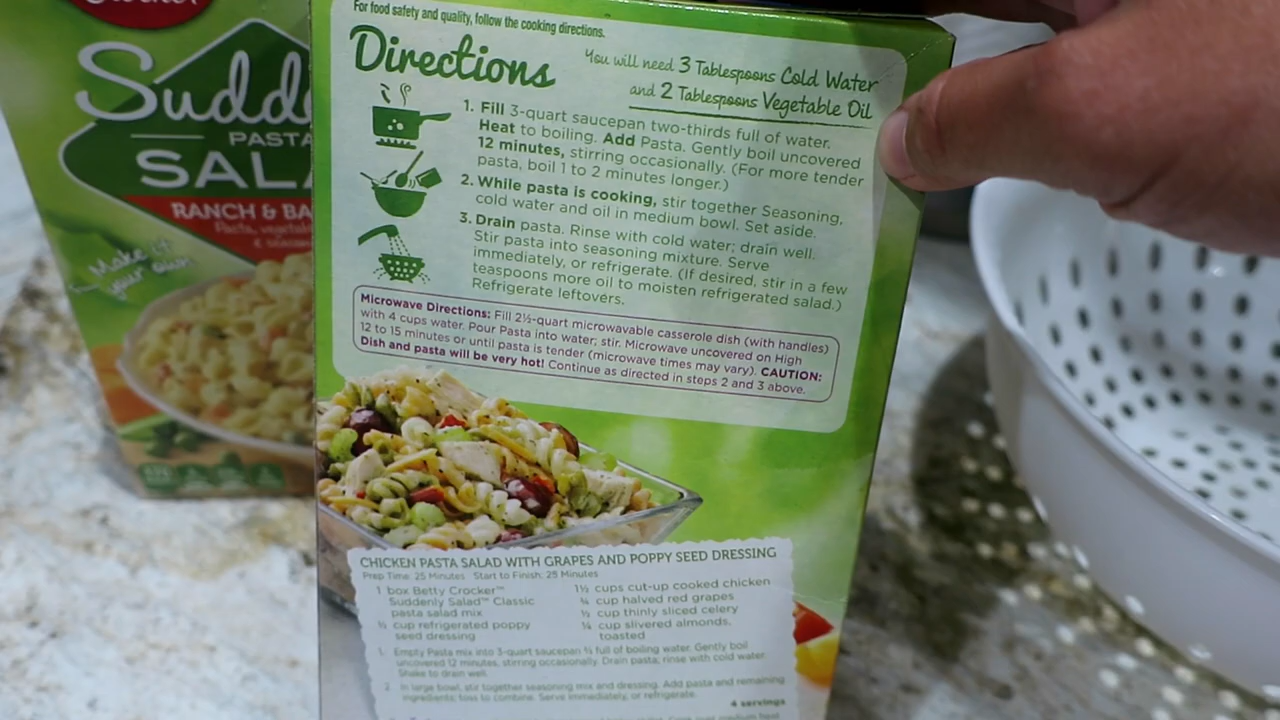 Crocker
Sudde
PASTA
SALA
RANCH & BA
Pasta, vegetab
& season
Make it
your own
For food safety and quality, follow the cooking directions.
Directions
You will need 3 Tablespoons Cold Water
and 2 Tablespoons Vegetable Oil
1. Fill 3-quart saucepan two-thirds full of water.
Heat to boiling. Add Pasta. Gently boil uncovered
12 minutes, stirring occasionally. (For more tender
pasta, boil 1 to 2 minutes longer.)
2. While pasta is cooking, stir together Seasoning,
cold water and oil in medium bowl. Set aside.
3. Drain pasta. Rinse with cold water; drain well.
Stir pasta into seasoning mixture. Serve
immediately, or refrigerate. (If desired, stir in a few
teaspoons more oil to moisten refrigerated salad.)
Refrigerate leftovers.
Microwave Directions: Fill 2½-quart microwavable casserole dish (with handles)
with 4 cups water. Pour Pasta into water; stir. Microwave uncovered on High
12 to 15 minutes or until pasta is tender (microwave times may vary). CAUTION:
Dish and pasta will be very hot! Continue as directed in steps 2 and 3 above.
CHICKEN PASTA SALAD WITH GRAPES AND POPPY SEED DRESSING
Prep Time: 25 Minutes Start to Finish: 25 Minutes
1 box Betty Crocker™
Suddenly Salad™ Classic
pasta salad mix
cup refrigerated poppy
seed dressing
1½ cups cut-up cooked chicken
cup halved red grapes
cup thinly sliced celery
cup slivered almonds,
toasted
1. Empty Pasta mix into 3-quart saucepan full of boiling water. Gently boil
uncovered 12 minutes, stirring occasionally. Drain pasta; rinse with cold water.
Shake to drain well.
2 In large bowl, stir together seasoning mix and dressing. Add pasta and remaining
ingredients; toss to combine. Serve immediately, or refrigerate.
4 servings